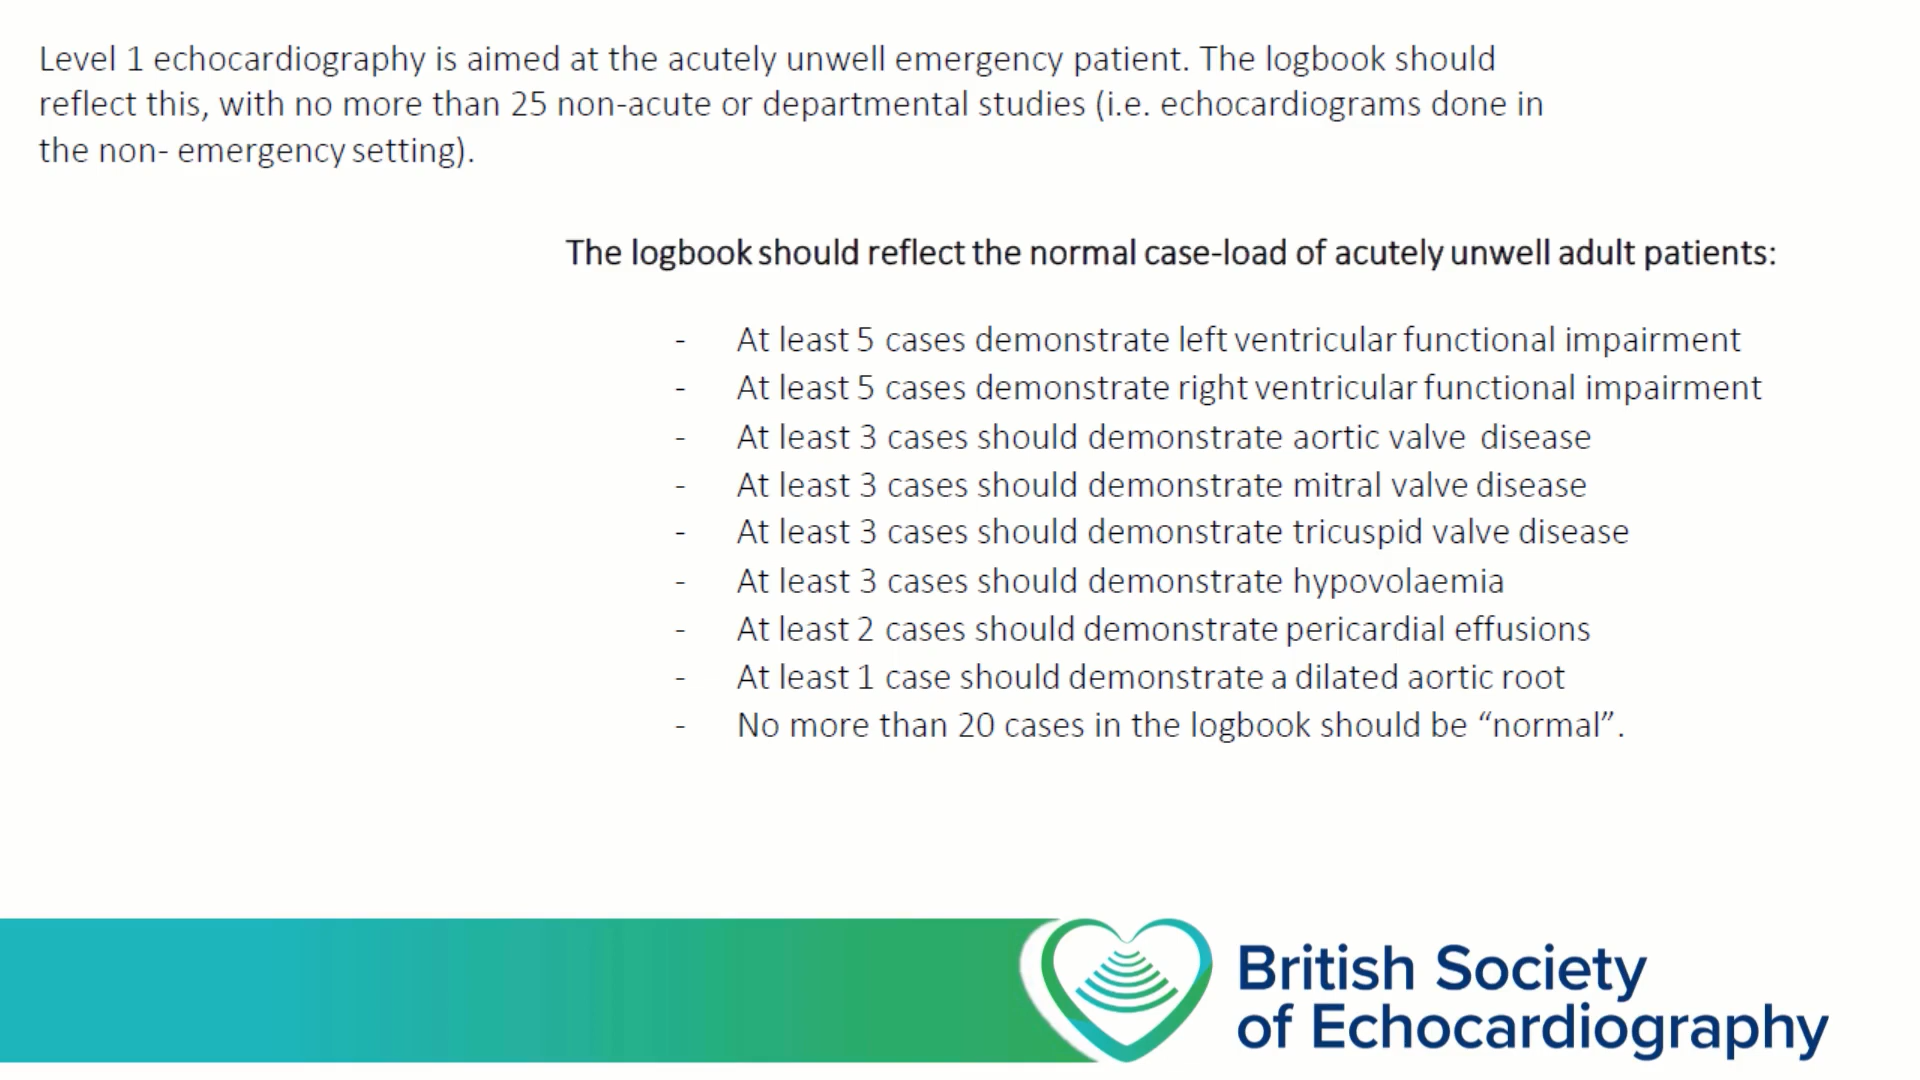 Level 1 echocardiography is aimed at the acutely unwell emergency patient. The logbook should
reflect this, with no more than 25 non-acute or departmental studies (i.e. echocardiograms done in
the non- emergency setting).
The logbook should reflect the normal case-load of acutely unwell adult patients:
- At least 5 cases demonstrate left ventricular functional impairment
- At least 5 cases demonstrate right ventricular functional impairment
- At least 3 cases should demonstrate aortic valve disease
- At least 3 cases should demonstrate mitral valve disease
- At least 3 cases should demonstrate tricuspid valve disease
- At least 3 cases should demonstrate hypovolaemia
- At least 2 cases should demonstrate pericardial effusions
- At least 1 case should demonstrate a dilated aortic root
- No more than 20 cases in the logbook should be “normal”.
British Society
of Echocardiography